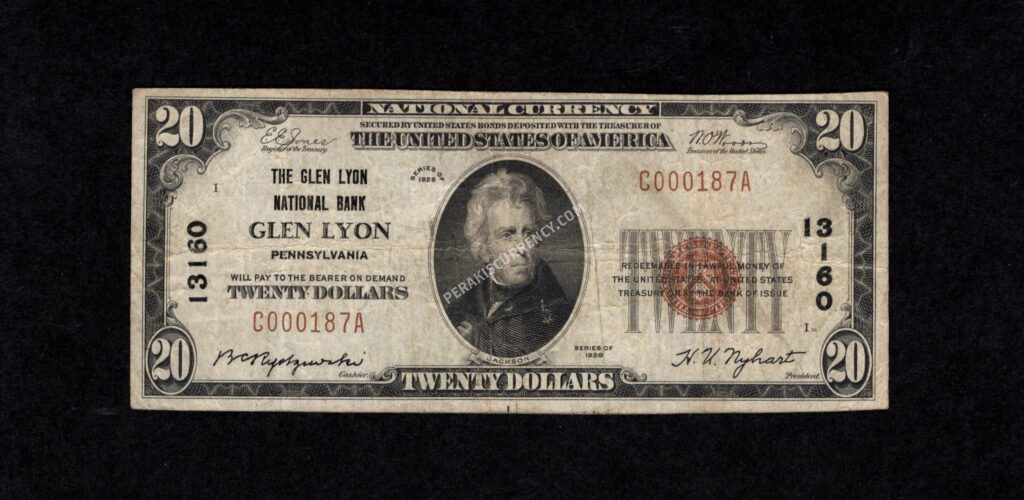 NATIONAL CURRENCY
SECURED BY UNITED STATES BONDS DEPOSITED WITH THE TREASURER OF
THE UNITED STATES OF AMERICA
20
20
E E Jones
Register of the Treasury
W.O. Woods
Treasurer of the United States
SERIES OF
1929
C000187A
I
THE GLEN LYON
NATIONAL BANK
GLEN LYON
PENNSYLVANIA
WILL PAY TO THE BEARER ON DEMAND
TWENTY DOLLARS
C000187A
13160
13160
TWENTY
REDEEMABLE IN LAWFUL MONEY OF
THE UNITED STATES AT UNITED STATES
TREASURY OR AT THE BANK OF ISSUE
PERAKISCURRENCY.COM
JACKSON
SERIES OF
1929
Cashier
H. U. Nyhart
President
20
20
TWENTY DOLLARS